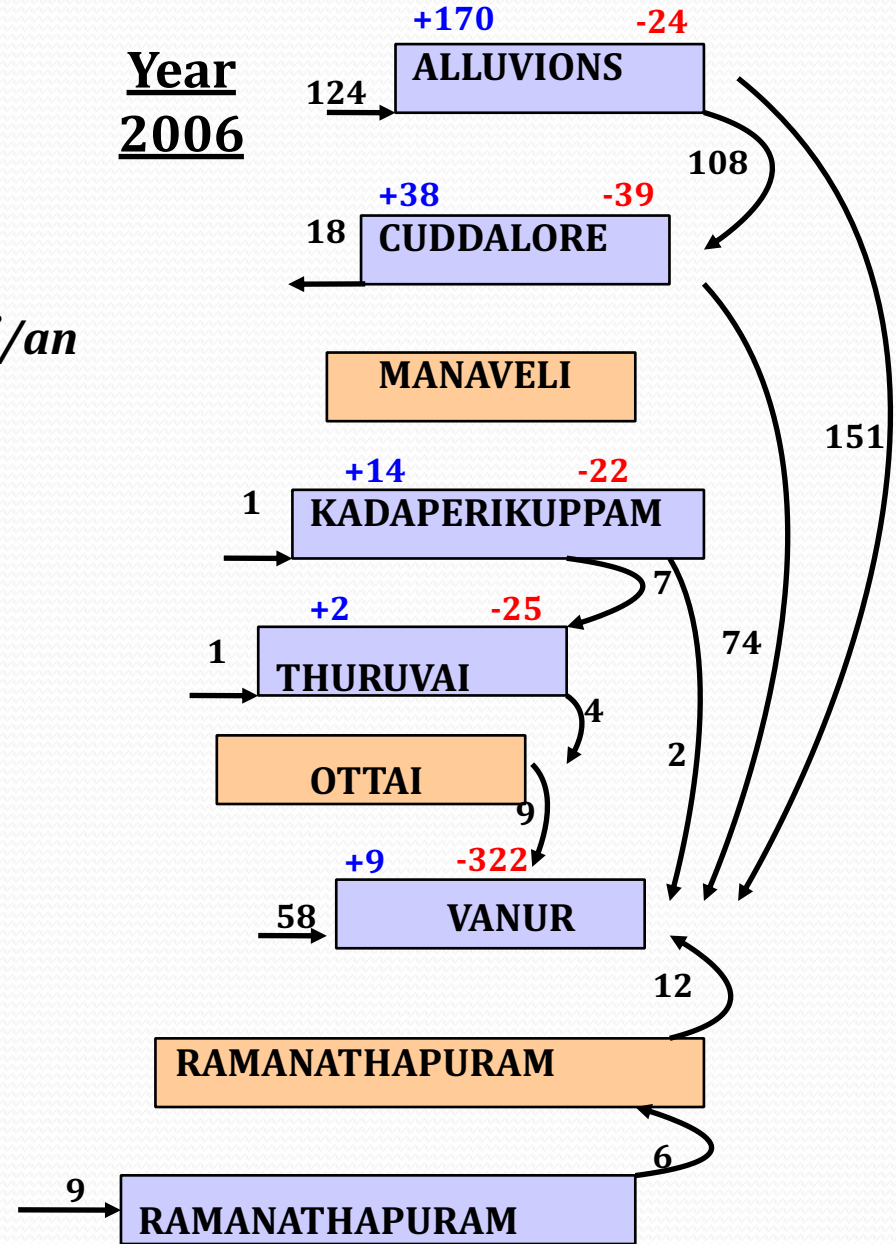 Year
2006
+170 -24
ALLUVIONS
124
108
+38 -39
18
CUDDALORE
/an
MANAVELI
151
+14 -22
1
KADAPERIKUPPAM
7
+2 -25
1
THURUVAI
74
4
2
OTTAI
9
+9 -322
58
VANUR
12
RAMANATHAPURAM
6
9
RAMANATHAPURAM